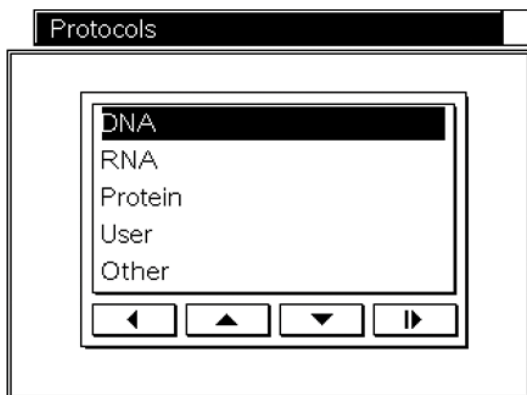 Protocols
DNA
RNA
Protein
User
Other